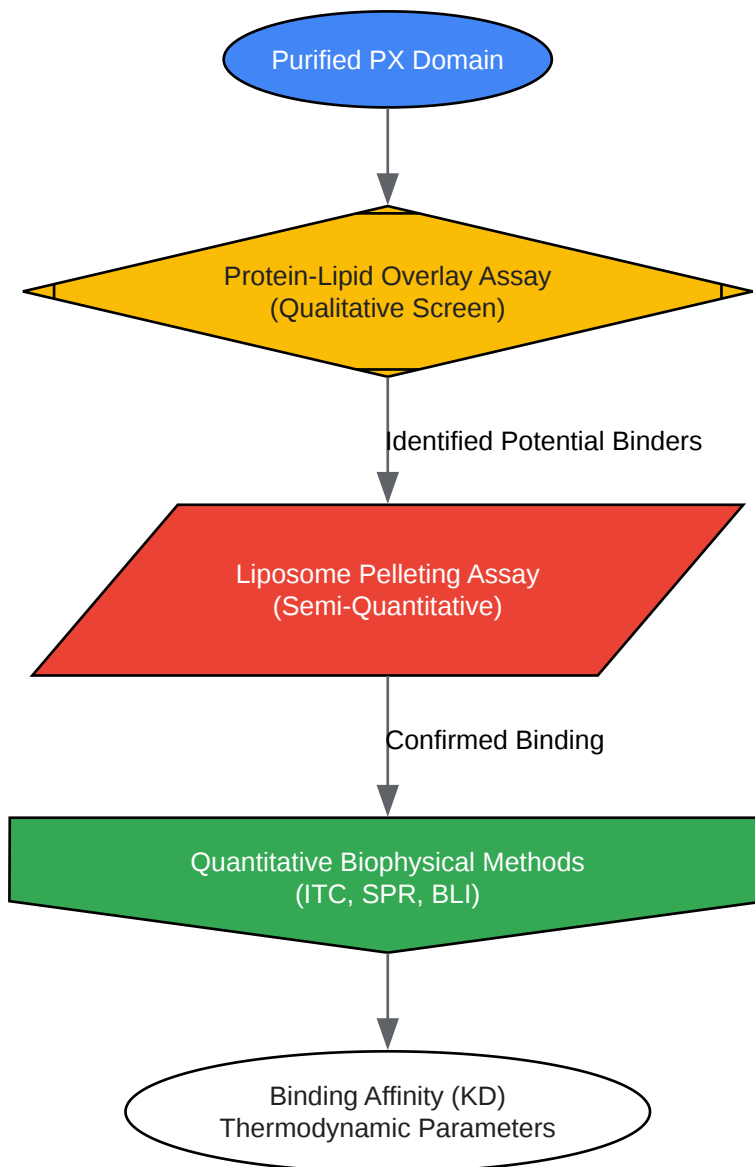 Purified PX Domain
Protein-Lipid Overlay Assay
(Qualitative Screen)
Identified Potential Binders
Liposome Pelleting Assay
(Semi-Quantitative)
Confirmed Binding
Quantitative Biophysical Methods
(ITC, SPR, BLI)
Binding Affinity (KD)
Thermodynamic Parameters